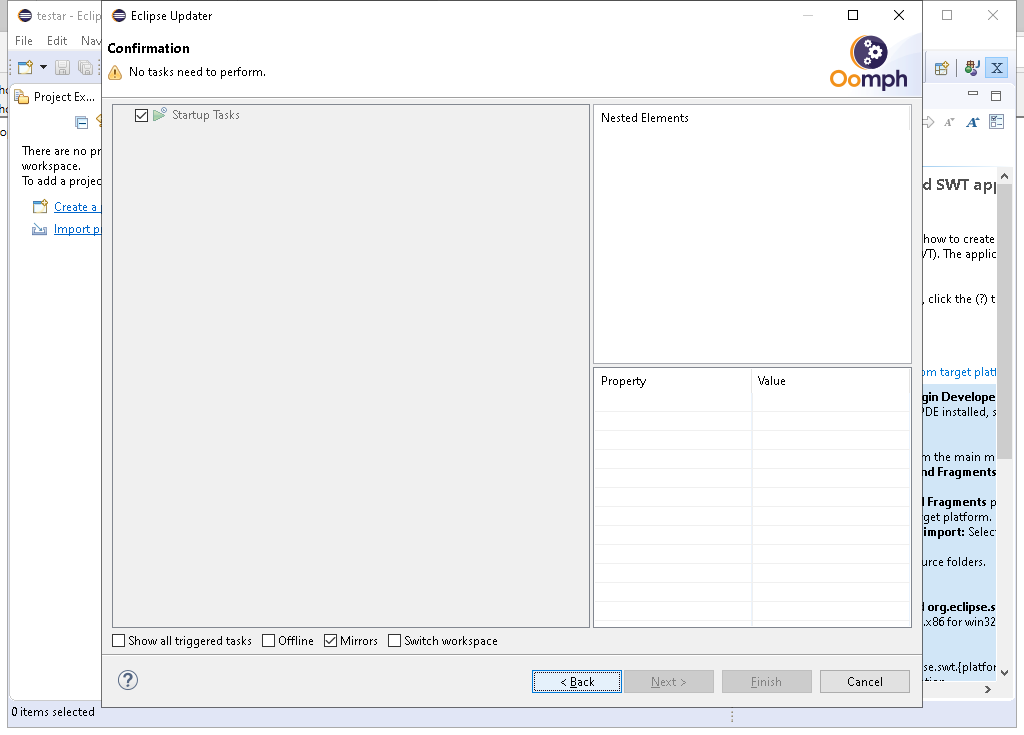 testar - Eclip
Eclipse Updater
File Edit Nav
Confirmation
No tasks need to perform.
Oomph
Project Ex...
Startup Tasks
Nested Elements
There are no pr
workspace.
To add a projec
Create a
Import p
d SWT app
how to create
VT). The applic
, click the (?) t
om target platf
Property Value
gin Develope
PDE installed, s
m the main m
nd Fragments
d Fragments p
get platform.
import: Selec
urce folders.
d org.eclipse.s
.x86 for win32
se.swt.{platfor
Show all triggered tasks Offline Mirrors Switch workspace
< Back Next > Finish Cancel
0 items selected